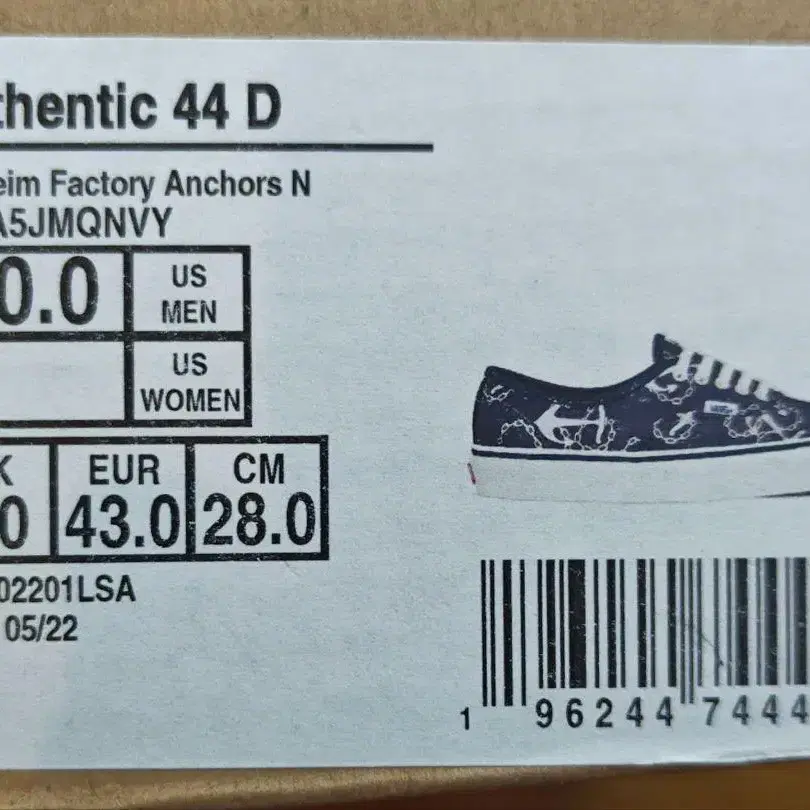 thentic 44 D
eim Factory Anchors N
A5JMQNVY
0.0 US MEN
US WOMEN
K EUR CM
0 43.0 28.0
02201LSA
05/22
1 96244 7444